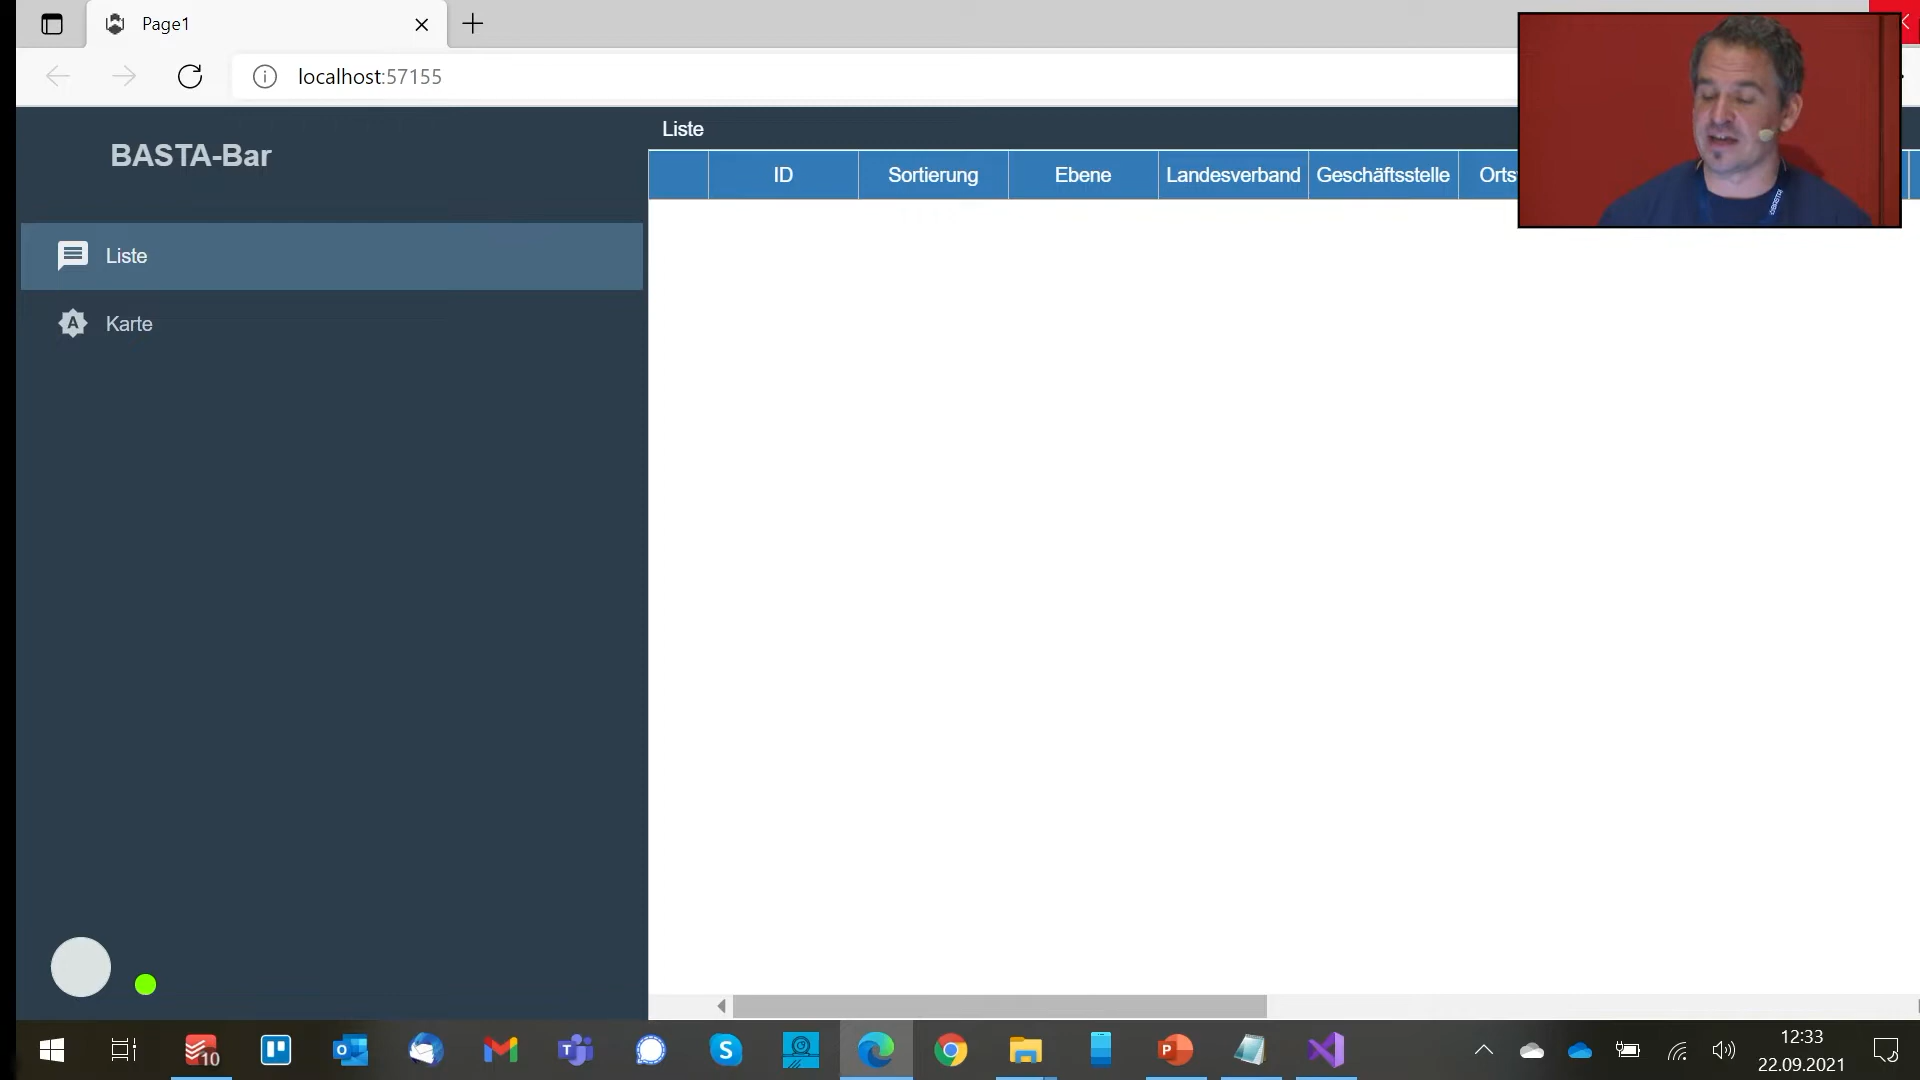 Page1
localhost:57155
BASTA-Bar
Liste
Karte
Liste
ID Sortierung Ebene Landesverband Geschäftsstelle Orts
10
12:33
22.09.2021